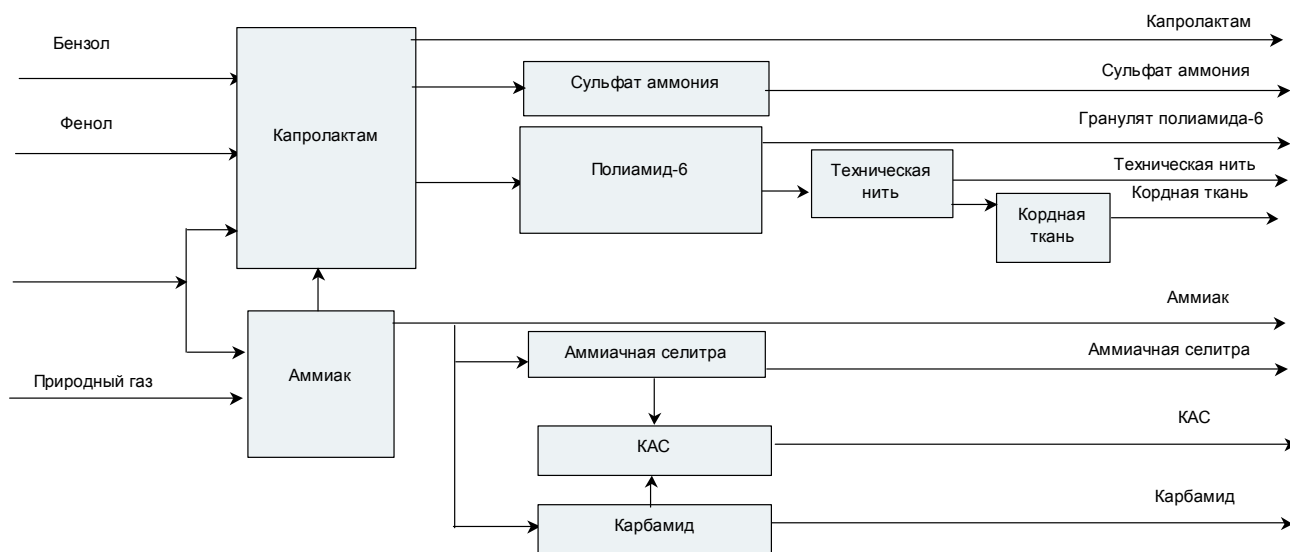 Капролактам
Бензол
Сульфат аммония
Сульфат аммония
Фенол
Гранулят полиамида-6
Капролактам
Полиамид-6
Техническая
нить
Техническая нить
Кордная ткань
Кордная
ткань
Аммиак
Аммиачная селитра
Аммиачная селитра
Природный газ
Аммиак
КАС
КАС
Карбамид
Карбамид